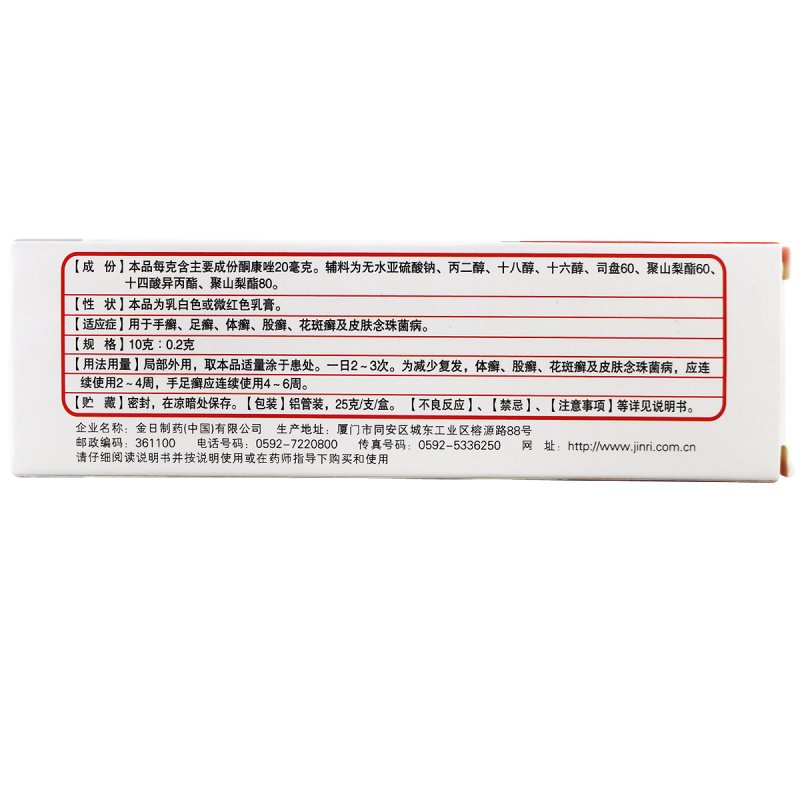 【成 份】本品每克含主要成份酮康唑20毫克。辅料为无水亚硫酸钠、丙二醇、十八醇、十六醇、司盘60、聚山梨酯60、
十四酸异丙酯、聚山梨酯80。
【性 状】本品为乳白色或微红色乳膏。
【适应症】用于手癣、足癣、体癣、股癣、花斑癣及皮肤念珠菌病。
【规 格】10克：0.2克
【用法用量】局部外用，取本品适量涂于患处。一日2~3次。为减少复发，体癣、股癣、花斑癣及皮肤念珠菌病，应连
续使用2~4周，手足癣应连续使用4~6周。
【贮 藏】密封，在凉暗处保存。【包装】铝管装，25克/支/盒。【不良反应】、【禁忌】、【注意事项】等详见说明书。
企业名称：金日制药(中国)有限公司 生产地址：厦门市同安区城东工业区榕源路88号
邮政编码：361100 电话号码：0592-7220800 传真号码：0592-5336250 网 址：http://www.jinri.com.cn
请仔细阅读说明书并按说明使用或在药师指导下购买和使用